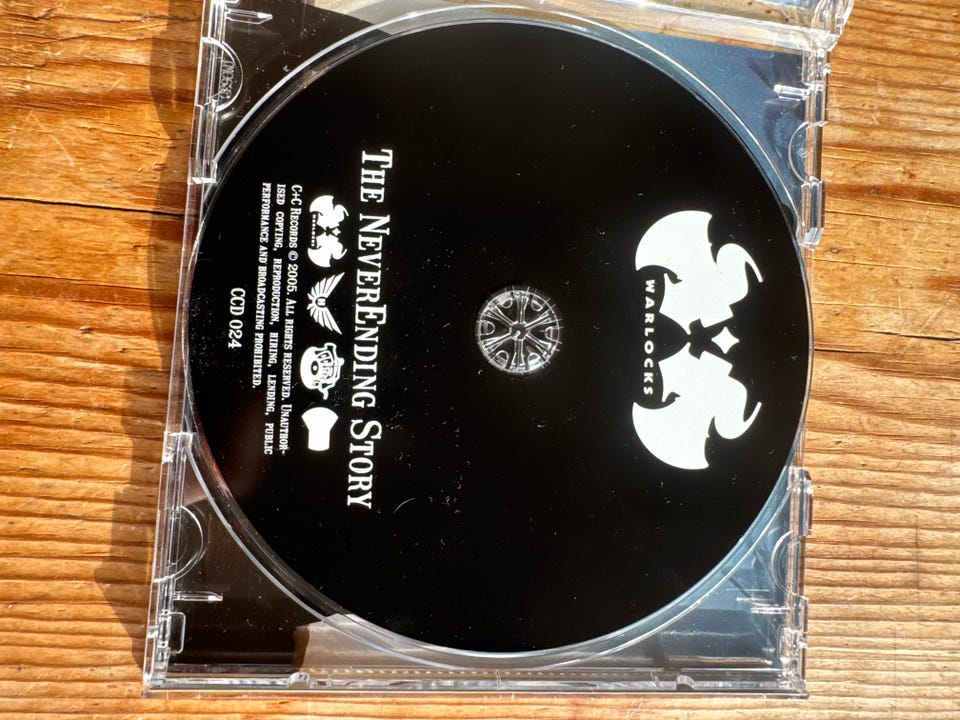 WARLOCKS
THE NEVERENDING STORY
WARLOCKS
C+C RECORDS © 2005. ALL RIGHTS RESERVED. UNAUTHOR-
ISED COPYING, REPRODUCTION, HIRING, LENDING, PUBLIC
PERFORMANCE AND BROADCASTING PROHIBITED.
CCD 024